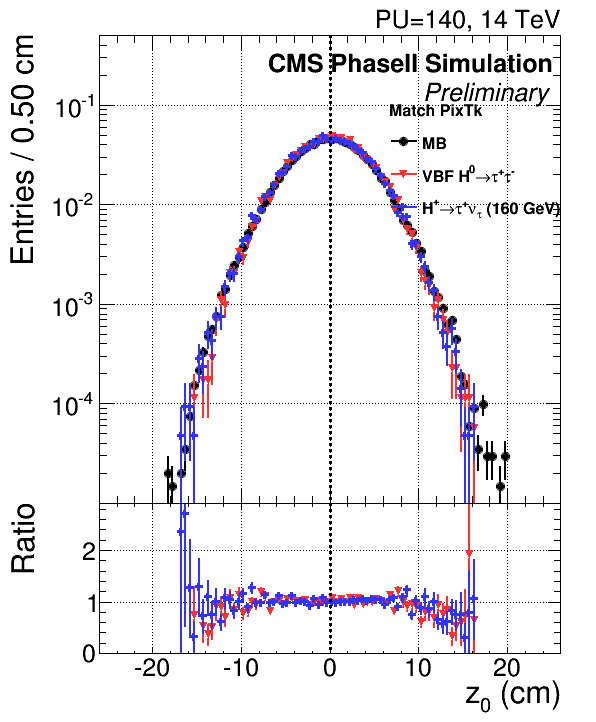 PU=140, 14 TeV
Entries / 0.50 cm
CMS PhaseII Simulation
Preliminary
Match PixTk
MB
VBF H⁰→τ⁺τ⁻
H⁺→τ⁺ντ (160 GeV)
10⁻¹
10⁻²
10⁻³
10⁻⁴
Ratio
2
1
0
-20 -10 0 10 20
z₀ (cm)